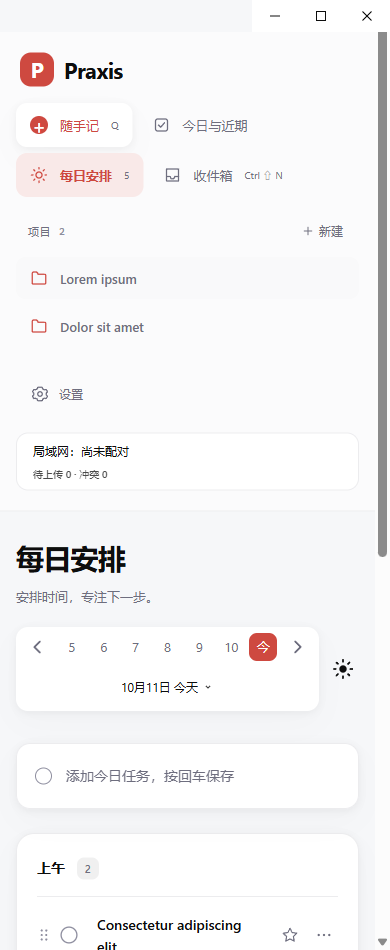 P Praxis
随手记 Q 今日与近期
每日安排 5 收件箱 Ctrl ⇧ N
项目 2 + 新建
Lorem ipsum
Dolor sit amet
设置
局域网：尚未配对
待上传 0 · 冲突 0
每日安排
安排时间，专注下一步。
5 6 7 8 9 10 今
10月11日 今天
添加今日任务，按回车保存
上午 2
Consectetur adipiscing
elit